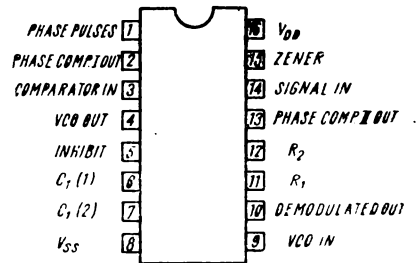 PHASE PULSES 1
PHASE COMP.I OUT 2
COMPARATOR IN 3
VCO OUT 4
INHIBIT 5
C₁ (1) 6
C₁ (2) 7
VSS 8
16 VDD
15 ZENER
14 SIGNAL IN
13 PHASE COMP II OUT
12 R₂
11 R₁
10 DEMODULATED OUT
9 VCO IN